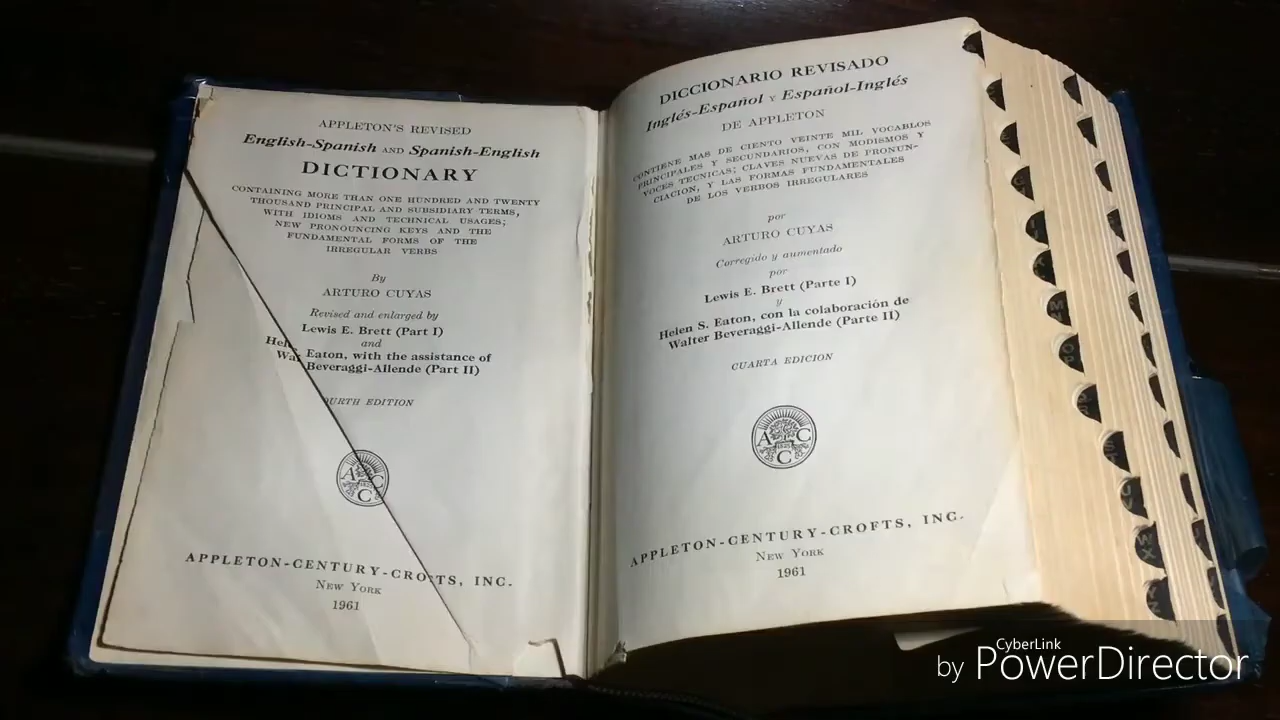 APPLETON'S REVISED
English-Spanish AND Spanish-English
DICTIONARY
CONTAINING MORE THAN ONE HUNDRED AND TWENTY
THOUSAND PRINCIPAL AND SUBSIDIARY TERMS,
WITH IDIOMS AND TECHNICAL USAGES;
NEW PRONOUNCING KEYS AND THE
FUNDAMENTAL FORMS OF THE
IRREGULAR VERBS
By
ARTURO CUYAS
Revised and enlarged by
Lewis E. Brett (Part I)
and
Eaton, with the assistance of
Beveraggi-Allende (Part II)
EDITION
A C C
APPLETON-CENTURY-CROFTS, INC.
New York
1961
DICCIONARIO REVISADO
Inglés-Español Y Español-Inglés
DE APPLETON
CONTIENE MAS DE CIENTO VEINTE MIL VOCABLOS
PRINCIPALES Y SECUNDARIOS, CON MODISMOS Y
VOCES TECNICAS; CLAVES NUEVAS DE PRONUN-
CIACION, Y LAS FORMAS FUNDAMENTALES
DE LOS VERBOS IRREGULARES
por
ARTURO CUYAS
Corregido y aumentado
por
Lewis E. Brett (Parte I)
y
Helen S. Eaton, con la colaboración de
Walter Beveraggi-Allende (Parte II)
CUARTA EDICION
A C C
APPLETON-CENTURY-CROFTS, INC.
New York
1961
MN
OP
ST
UV
WX
YZ
CyberLink
by PowerDirector